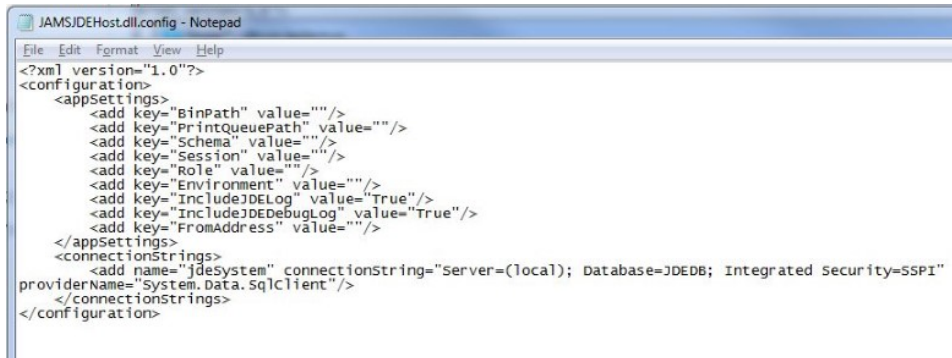 JAMSJDEHost.dll.config - Notepad
File Edit Format View Help
<?xml version="1.0"?>
<configuration>
    <appSettings>
        <add key="BinPath" value=""/>
        <add key="PrintQueuePath" value=""/>
        <add key="Schema" value=""/>
        <add key="Session" value=""/>
        <add key="Role" value=""/>
        <add key="Environment" value=""/>
        <add key="IncludeJDELog" value="True"/>
        <add key="IncludeJDEDebugLog" value="True"/>
        <add key="FromAddress" value=""/>
    </appSettings>
    <connectionStrings>
        <add name="jdeSystem" connectionString="Server=(local); Database=JDEDB; Integrated Security=SSPI"
providerName="System.Data.SqlClient"/>
    </connectionStrings>
</configuration>